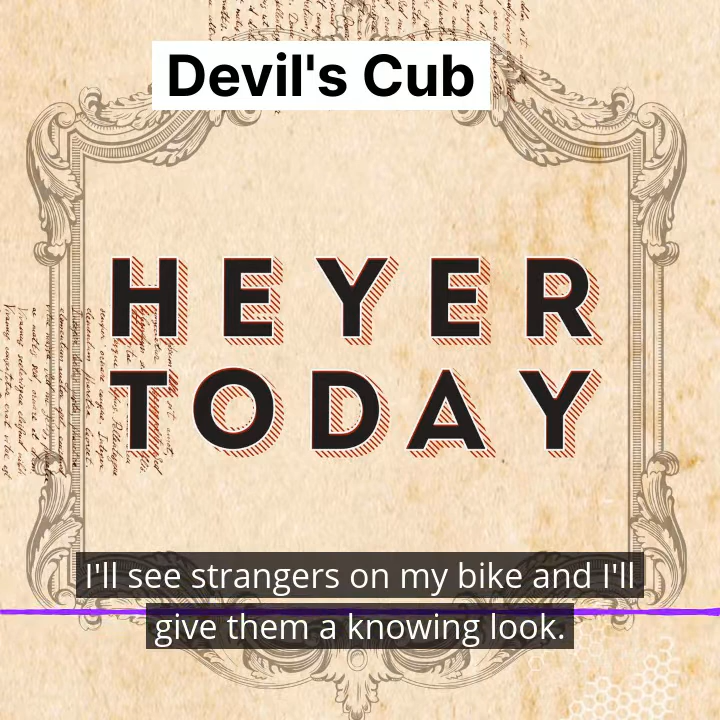 Devil's Cub
HEYER
TODAY
I'll see strangers on my bike and I'll
give them a knowing look.